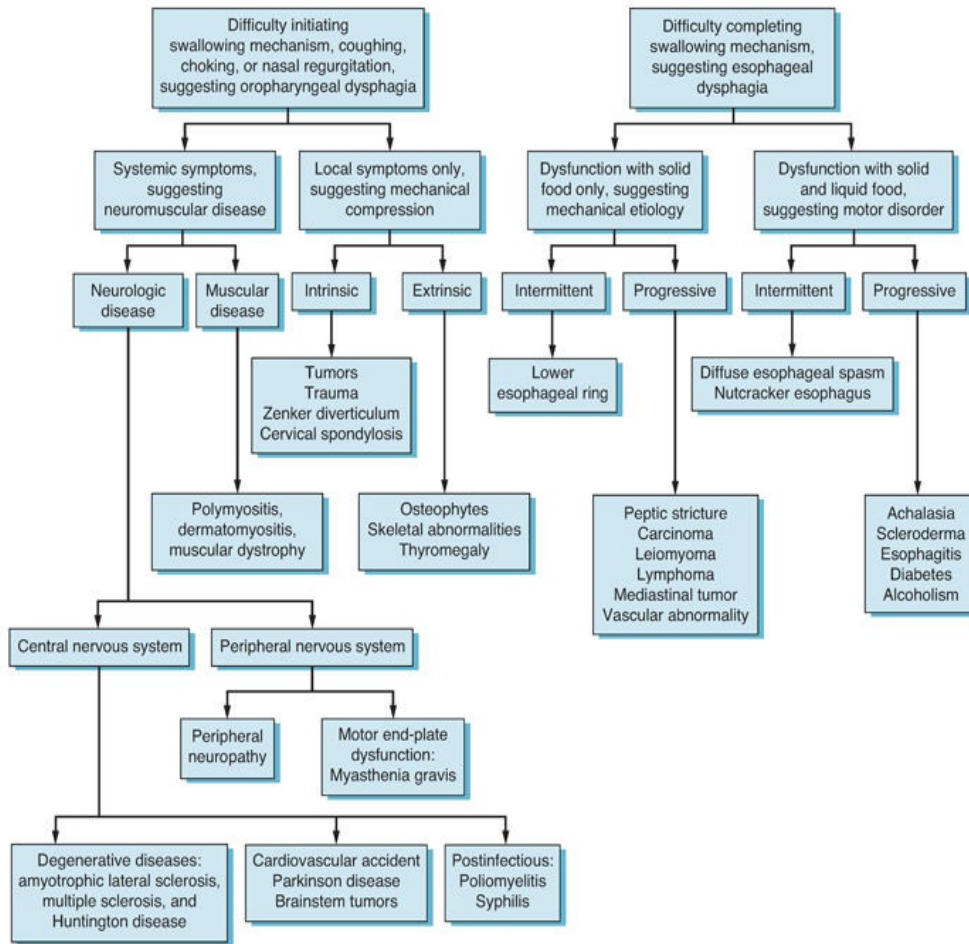 Difficulty initiating
swallowing mechanism, coughing,
choking, or nasal regurgitation,
suggesting oropharyngeal dysphagia
Difficulty completing
swallowing mechanism,
suggesting esophageal
dysphagia
Systemic symptoms,
suggesting
neuromuscular disease
Local symptoms only,
suggesting mechanical
compression
Dysfunction with solid
food only, suggesting
mechanical etiology
Dysfunction with solid
and liquid food,
suggesting motor disorder
Neurologic
disease
Muscular
disease
Intrinsic
Extrinsic
Intermittent
Progressive
Intermittent
Progressive
Tumors
Trauma
Zenker diverticulum
Cervical spondylosis
Lower
esophageal ring
Diffuse esophageal spasm
Nutcracker esophagus
Polymyositis,
dermatomyositis,
muscular dystrophy
Osteophytes
Skeletal abnormalities
Thyromegaly
Peptic stricture
Carcinoma
Leiomyoma
Lymphoma
Mediastinal tumor
Vascular abnormality
Achalasia
Scleroderma
Esophagitis
Diabetes
Alcoholism
Central nervous system
Peripheral nervous system
Peripheral
neuropathy
Motor end-plate
dysfunction:
Myasthenia gravis
Degenerative diseases:
amyotrophic lateral sclerosis,
multiple sclerosis, and
Huntington disease
Cardiovascular accident
Parkinson disease
Brainstem tumors
Postinfectious:
Poliomyelitis
Syphilis